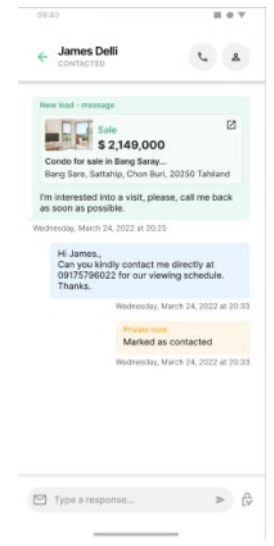 09:40
James Delli
CONTACTED
New lead - message
Sale
$ 2,149,000
Condo for sale in Bang Saray...
Bang Sare, Sattahip, Chon Buri, 20250 Tahiland
I'm interested into a visit, please, call me back
as soon as possible.
Wednesday, March 24, 2022 at 20:25
Hi James.,
Can you kindly contact me directly at
09175796022 for our viewing schedule.
Thanks.
Wednesday, March 24, 2022 at 20:33
Private note
Marked as contacted
Wednesday, March 24, 2022 at 20:33
Type a response...